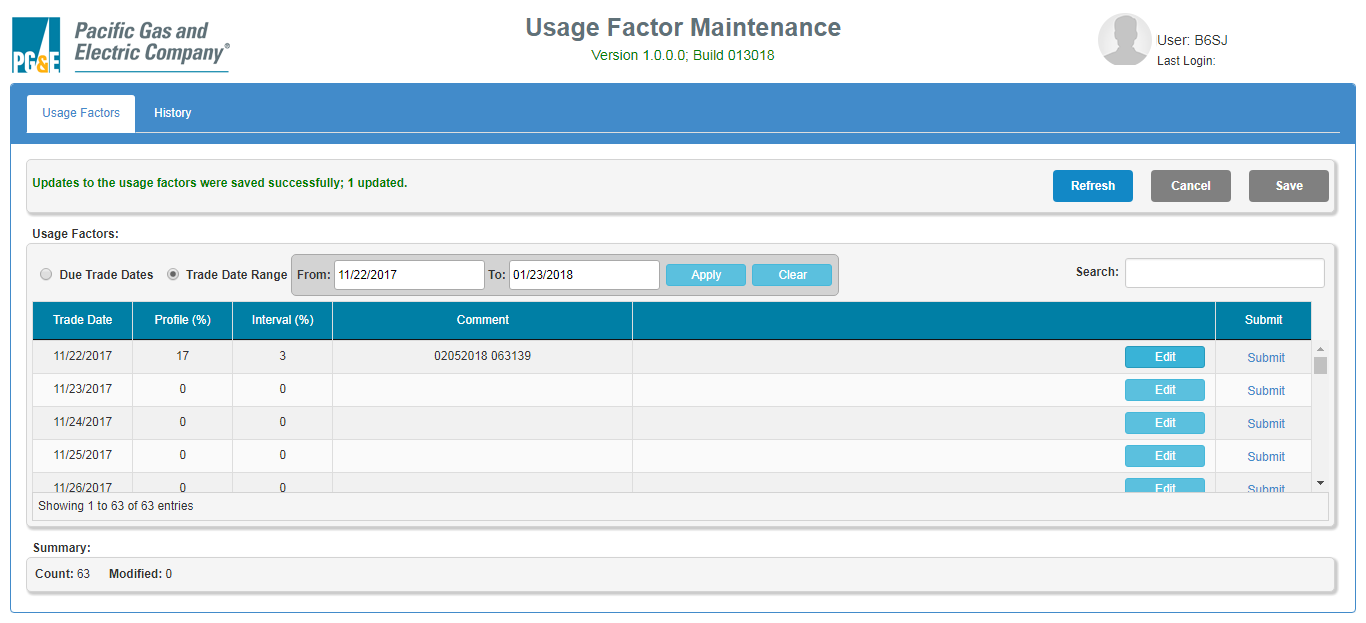 PG&E Pacific Gas and Electric Company®
Usage Factor Maintenance
Version 1.0.0.0; Build 013018
User: B6SJ
Last Login:
Usage Factors History
Updates to the usage factors were saved successfully; 1 updated. Refresh Cancel Save
Usage Factors:
Due Trade Dates Trade Date Range From: 11/22/2017 To: 01/23/2018 Apply Clear Search:
Trade Date Profile (%) Interval (%) Comment Submit
11/22/2017 17 3 02052018 063139 Edit Submit
11/23/2017 0 0 Edit Submit
11/24/2017 0 0 Edit Submit
11/25/2017 0 0 Edit Submit
11/26/2017 0 0 Edit Submit
Showing 1 to 63 of 63 entries
Summary:
Count: 63 Modified: 0